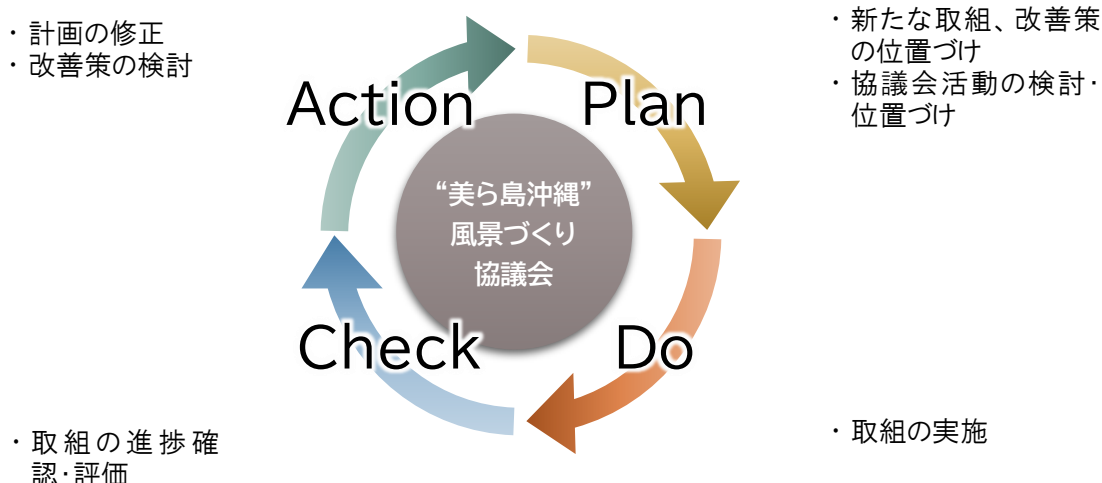 ・計画の修正
・改善策の検討
・新たな取組、改善策
の位置づけ
・協議会活動の検討・
位置づけ
Action
Plan
“美ら島沖縄”
風景づくり
協議会
Check
Do
・取組の進捗確
認・評価
・取組の実施